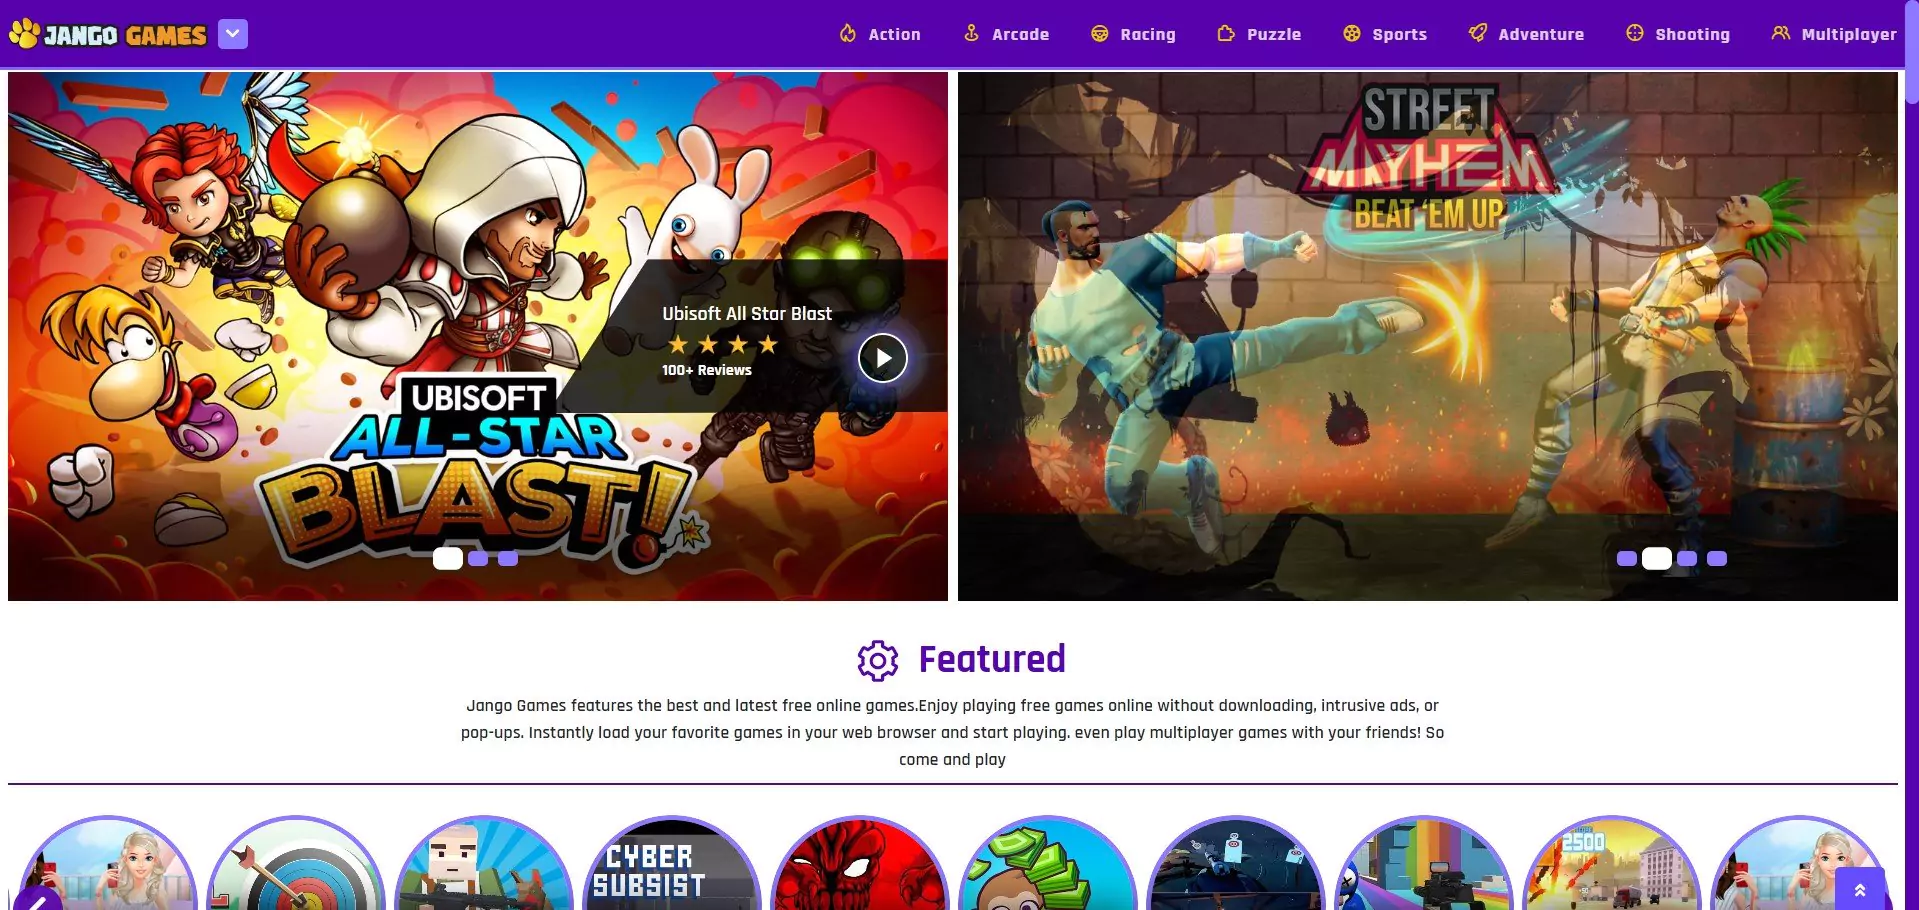 JANGO GAMES
Action
Arcade
Racing
Puzzle
Sports
Adventure
Shooting
Multiplayer
UBISOFT
ALL-STAR
BLAST!
Ubisoft All Star Blast
100+ Reviews
STREET
MAYHEM
BEAT 'EM UP
Featured
Jango Games features the best and latest free online games.Enjoy playing free games online without downloading, intrusive ads, or
pop-ups. Instantly load your favorite games in your web browser and start playing. even play multiplayer games with your friends! So
come and play
CYBER
SUBSIST
2500